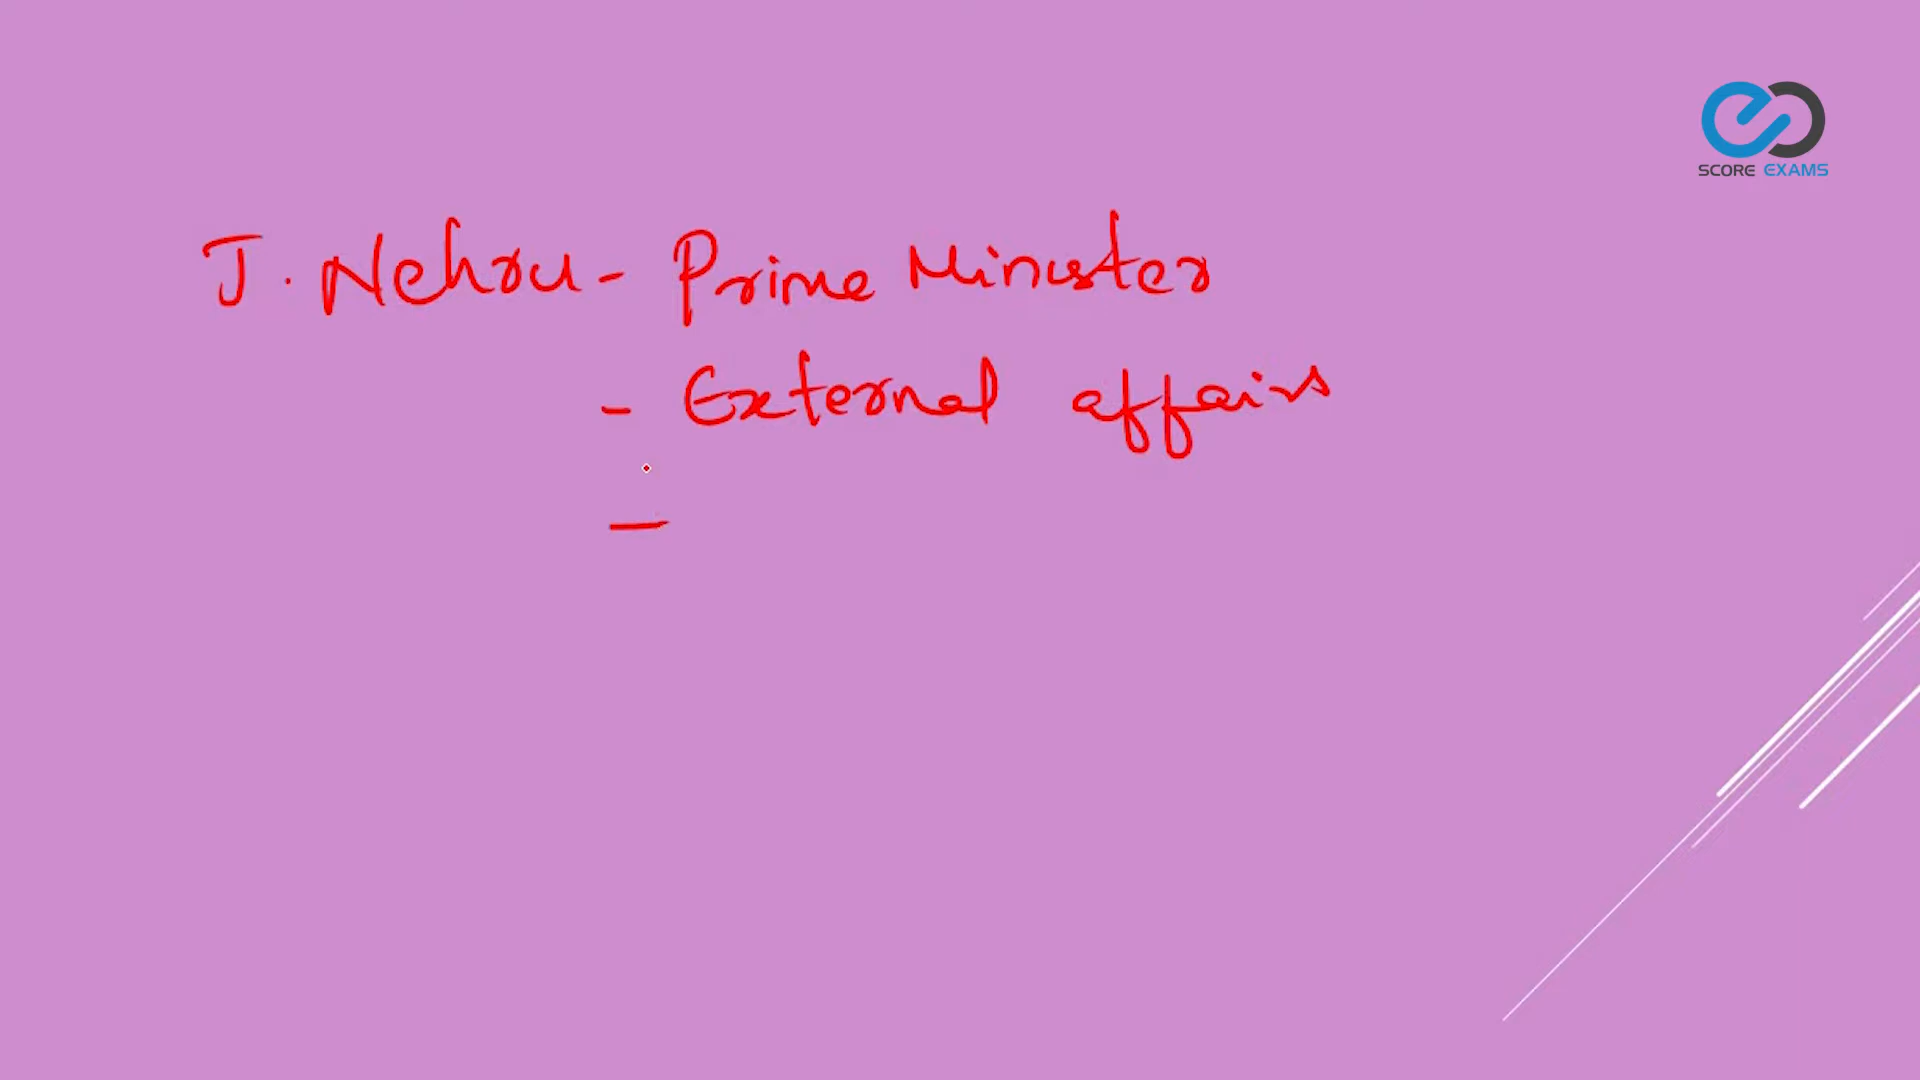 SCORE EXAMS
J. Nehru - Prime Minister
- External affairs
-